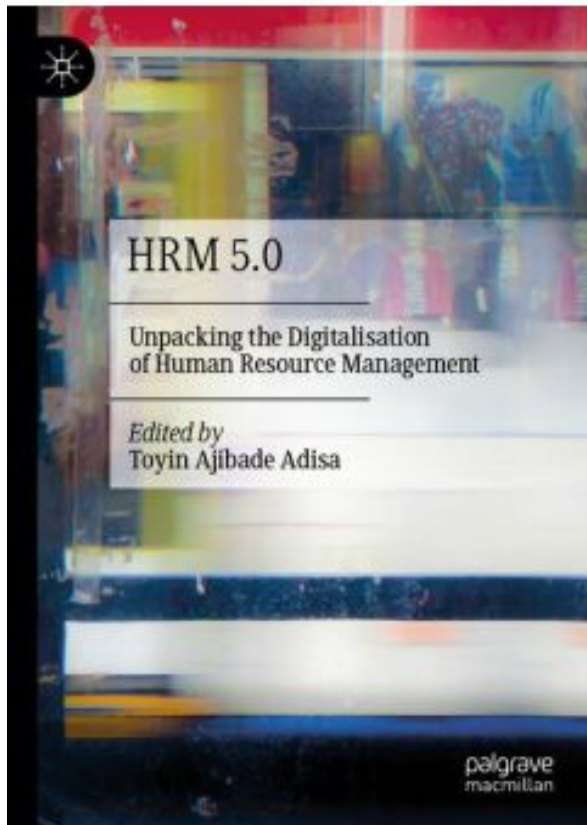 HRM 5.0
Unpacking the Digitalisation
of Human Resource Management
Edited by
Toyin Ajibade Adisa
palgrave
macmillan